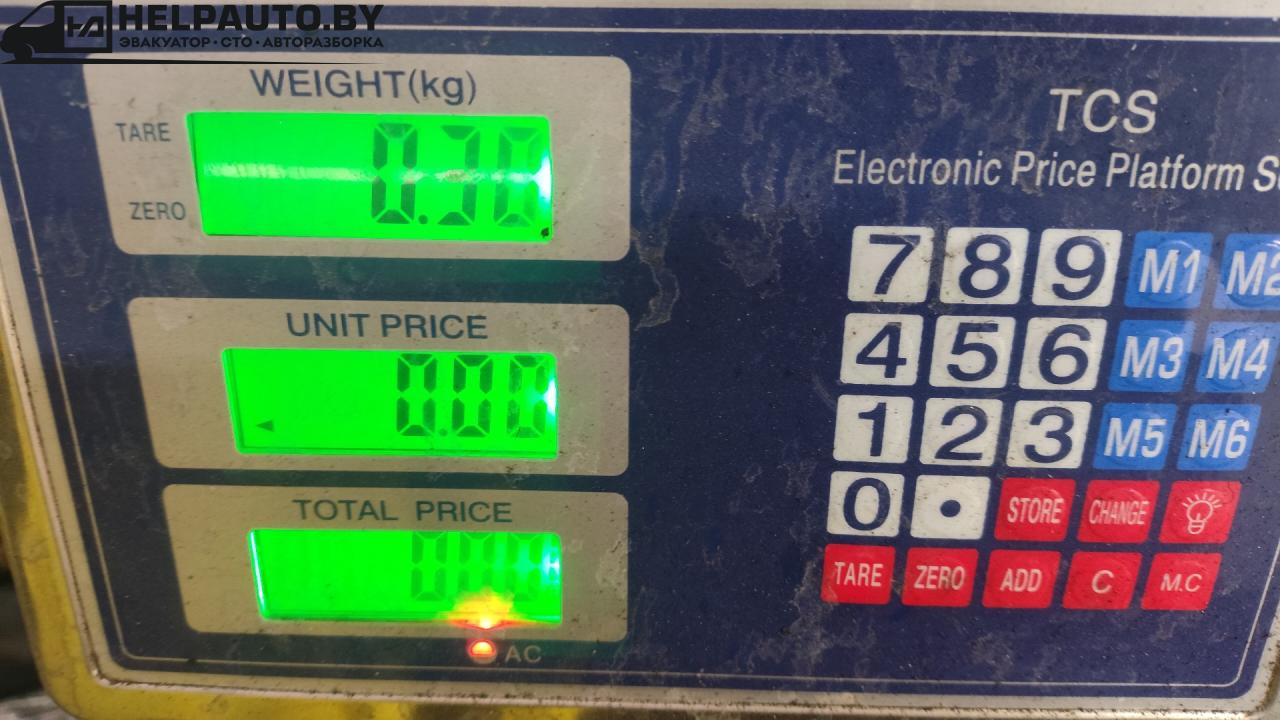 HELPAUTO.BY
ЭВАКУАТОР·СТО·АВТОРАЗБОРКА
WEIGHT(kg)
TARE
0.30
ZERO
UNIT PRICE
0.00
TOTAL PRICE
0.00
AC
TCS
Electronic Price Platform
7 8 9 M1 M2
4 5 6 M3 M4
1 2 3 M5 M6
0 • STORE CHANGE
TARE ZERO ADD C M.C